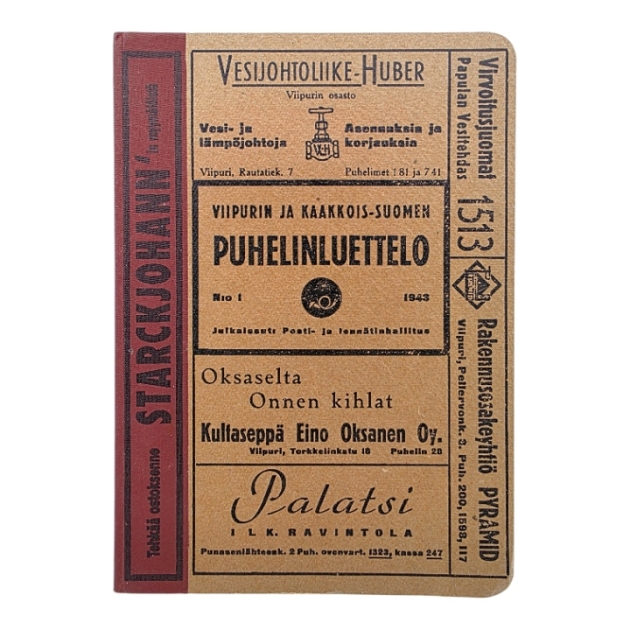 Tehkää ostoksenne
STARCKJOHANN'in
VESIJOHTOLIIKE-HUBER
Viipurin osasto
Vesi- ja
lämpöjohtoja
Asennuksia ja
korjauksia
Viipuri, Rautatiek. 7
Puhelimet 181 ja 741
VIIPURIN JA KAAKKOIS-SUOMEN
PUHELINLUETTELO
N:o 1
1943
Julkaissut: Posti- ja lennätinhallitus
Oksaselta
Onnen kihlat
Kultaseppä Eino Oksanen Oy.
Viipuri, Torkkelinkatu 18 Puhelin 28
Palatsi
I LK. RAVINTOLA
Punasenlähteenk. 2 Puh. ovenvart. 1323, kassa 247
Virvoitusjuomat
Papulan Vesitehdas
1513
Rakennusosakeyhtiö PYRAMID
Viipuri, Pellervonk. 3. Puh. 200, 1598, 117